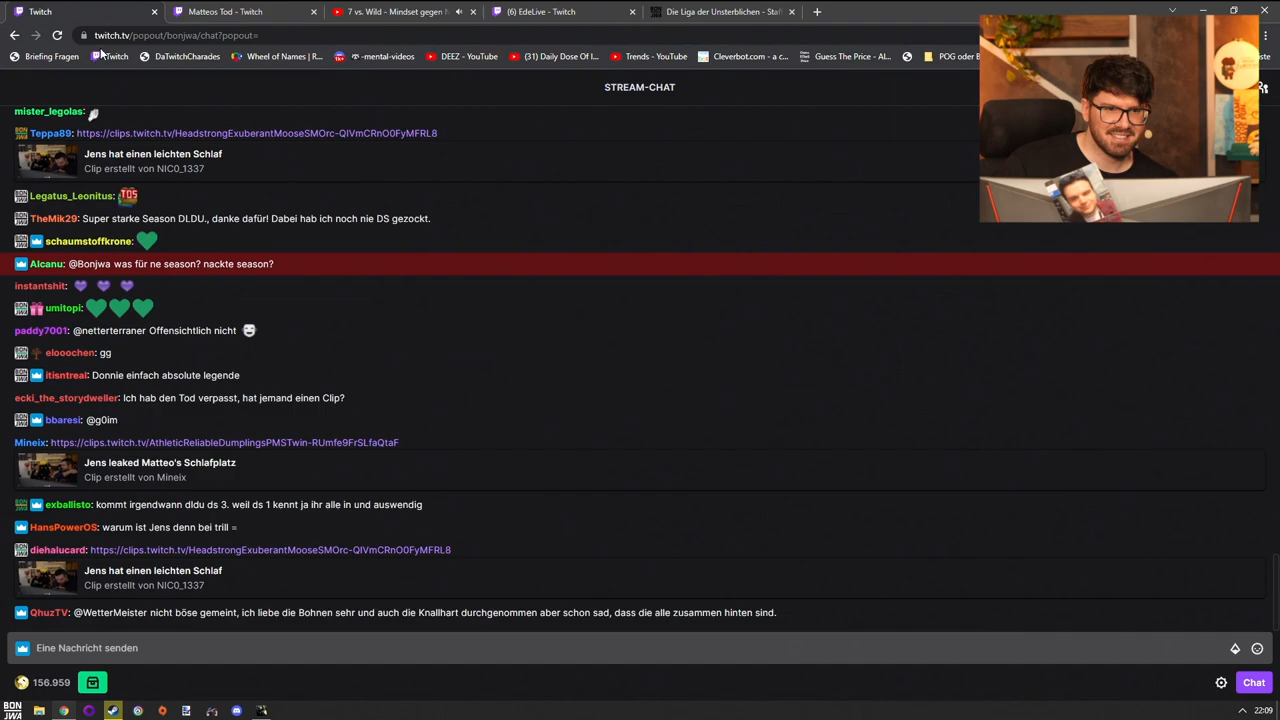 Twitch
Matteos Tod - Twitch
7 vs. Wild - Mindset gegen N
(6) EdeLive - Twitch
Die Liga der Unsterblichen - Staf
twitch.tv/popout/bonjwa/chat?popout=
Briefing Fragen
Twitch
DaTwitchCharades
Wheel of Names | R...
-mental-videos
DEEZ - YouTube
(31) Daily Dose Of I...
Trends - YouTube
Cleverbot.com - a c...
Guess The Price - Al...
POG oder B
STREAM-CHAT
mister_legolas:
Teppa89: https://clips.twitch.tv/HeadstrongExuberantMooseSMOrc-QIVmCRnO0FyMFRL8
Jens hat einen leichten Schlaf
Clip erstellt von NIC0_1337
Legatus_Leonitus: TOS
TheMik29: Super starke Season DLDU., danke dafür! Dabei hab ich noch nie DS gezockt.
schaumstoffkrone:
Alcanu: @Bonjwa was für ne season? nackte season?
instantshit:
umitopi:
paddy7001: @netterterraner Offensichtlich nicht
elooochen: gg
itisntreal: Donnie einfach absolute legende
ecki_the_storydweller: Ich hab den Tod verpasst, hat jemand einen Clip?
bbaresi: @g0im
Mineix: https://clips.twitch.tv/AthleticReliableDumplingsPMSTwin-RUmfe9FrSLfaQtaF
Jens leaked Matteo's Schlafplatz
Clip erstellt von Mineix
exballisto: kommt irgendwann dldu ds 3. weil ds 1 kennt ja ihr alle in und auswendig
HansPowerOS: warum ist Jens denn bei trill =
diehalucard: https://clips.twitch.tv/HeadstrongExuberantMooseSMOrc-QIVmCRnO0FyMFRL8
Jens hat einen leichten Schlaf
Clip erstellt von NIC0_1337
QhuzTV: @WetterMeister nicht böse gemeint, ich liebe die Bohnen sehr und auch die Knallhart durchgenommen aber schon sad, dass die alle zusammen hinten sind.
Eine Nachricht senden
156.959
Chat
BONJWA
22:09